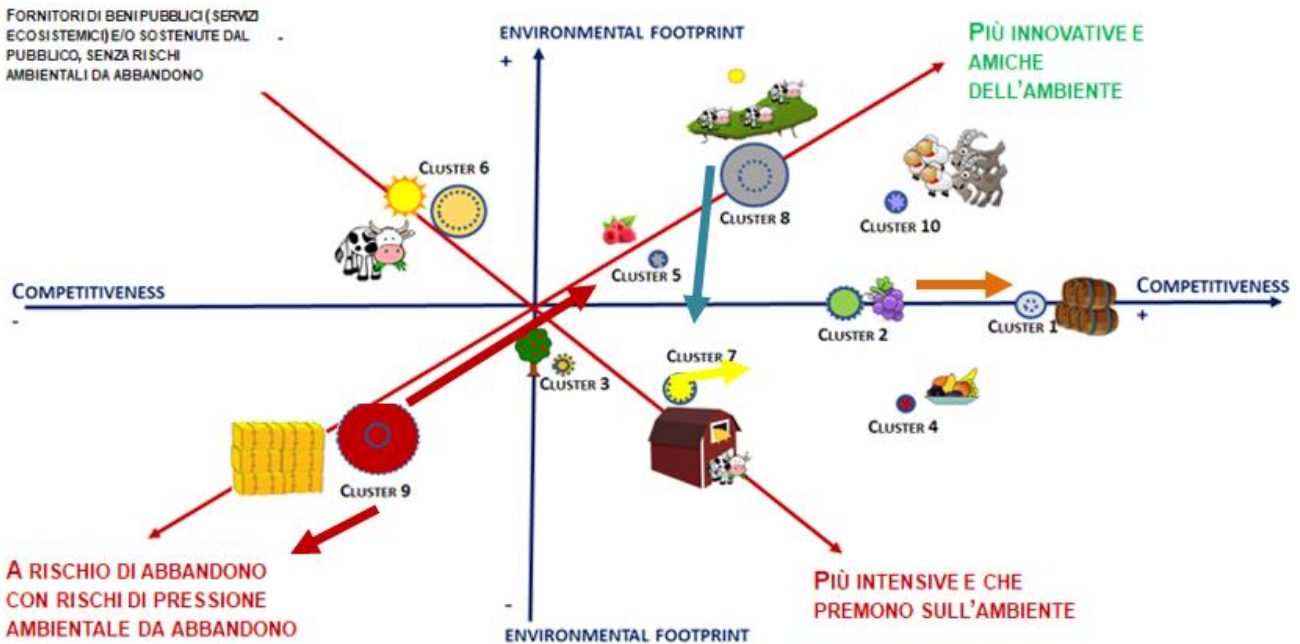 FORNITORI DI BENI PUBBLICI (SERVIZI
ECOSISTEMICI) E/O SOSTENUTE DAL -
PUBBLICO, SENZA RISCHI
AMBIENTALI DA ABBANDONO
ENVIRONMENTAL FOOTPRINT
+
PIÙ INNOVATIVE E
AMICHE
DELL'AMBIENTE
CLUSTER 6
CLUSTER 8
CLUSTER 10
CLUSTER 5
COMPETITIVENESS
-
COMPETITIVENESS
+
CLUSTER 2
CLUSTER 1
CLUSTER 7
CLUSTER 3
CLUSTER 4
CLUSTER 9
A RISCHIO DI ABBANDONO
CON RISCHI DI PRESSIONE
AMBIENTALE DA ABBANDONO
PIÙ INTENSIVE E CHE
PREMONO SULL'AMBIENTE
-
ENVIRONMENTAL FOOTPRINT